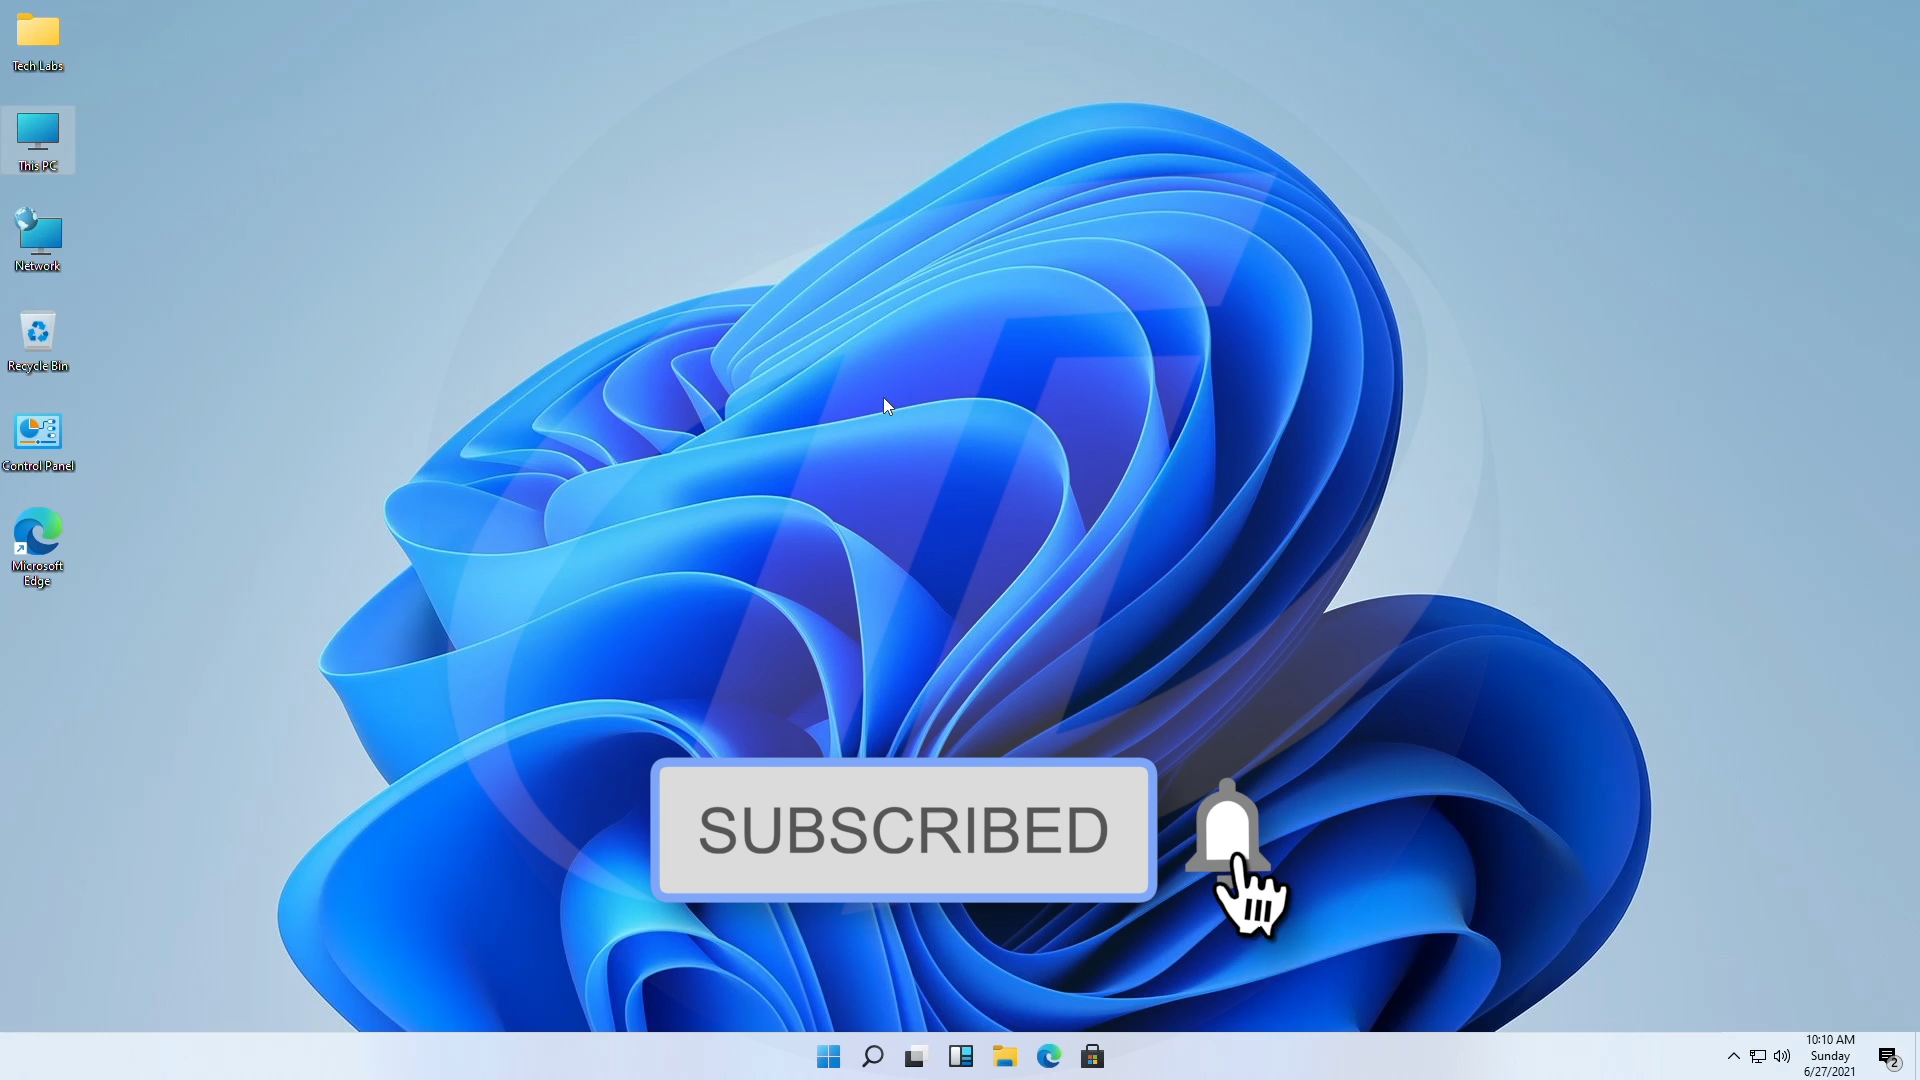 Tech Labs
This PC
Network
Recycle Bin
Control Panel
Microsoft
Edge
SUBSCRIBED
10:10 AM
Sunday
6/27/2021
2